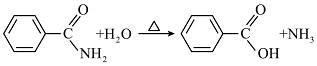 O O
C +H₂O △ C +NH₃
NH₂ OH